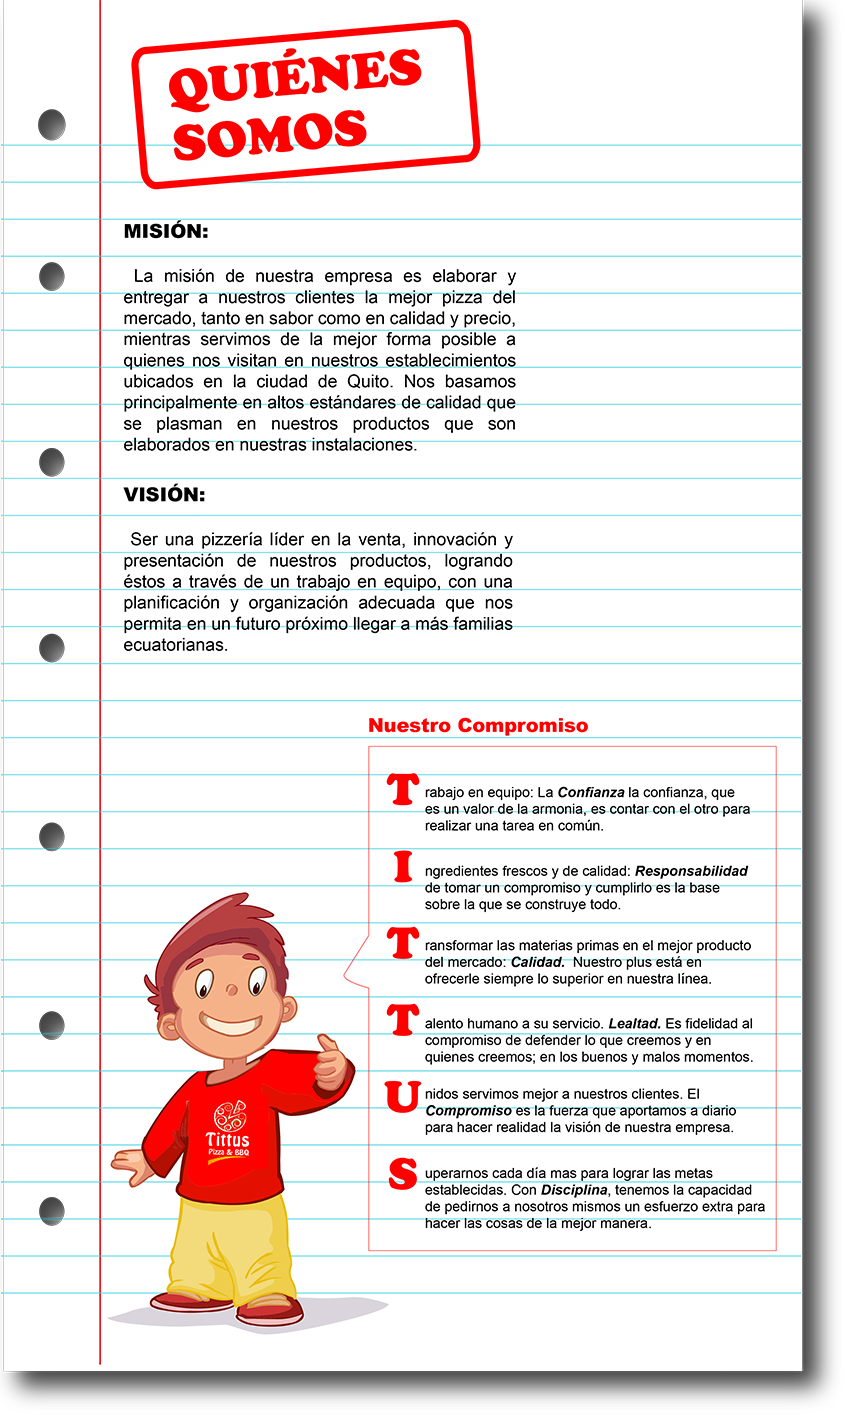 QUIÉNES
SOMOS
MISIÓN:
La misión de nuestra empresa es elaborar y
entregar a nuestros clientes la mejor pizza del
mercado, tanto en sabor como en calidad y precio,
mientras servimos de la mejor forma posible a
quienes nos visitan en nuestros establecimientos
ubicados en la ciudad de Quito. Nos basamos
principalmente en altos estándares de calidad que
se plasman en nuestros productos que son
elaborados en nuestras instalaciones.
VISIÓN:
Ser una pizzería líder en la venta, innovación y
presentación de nuestros productos, logrando
éstos a través de un trabajo en equipo, con una
planificación y organización adecuada que nos
permita en un futuro próximo llegar a más familias
ecuatorianas.
Nuestro Compromiso
Trabajo en equipo: La Confianza la confianza, que
es un valor de la armonia, es contar con el otro para
realizar una tarea en común.
Ingredientes frescos y de calidad: Responsabilidad
de tomar un compromiso y cumplirlo es la base
sobre la que se construye todo.
Transformar las materias primas en el mejor producto
del mercado: Calidad. Nuestro plus está en
ofrecerle siempre lo superior en nuestra línea.
Talento humano a su servicio. Lealtad. Es fidelidad al
compromiso de defender lo que creemos y en
quienes creemos; en los buenos y malos momentos.
Unidos servimos mejor a nuestros clientes. El
Compromiso es la fuerza que aportamos a diario
para hacer realidad la visión de nuestra empresa.
Superarnos cada día mas para lograr las metas
establecidas. Con Disciplina, tenemos la capacidad
de pedirnos a nosotros mismos un esfuerzo extra para
hacer las cosas de la mejor manera.
Tittus
Pizza & BBQ